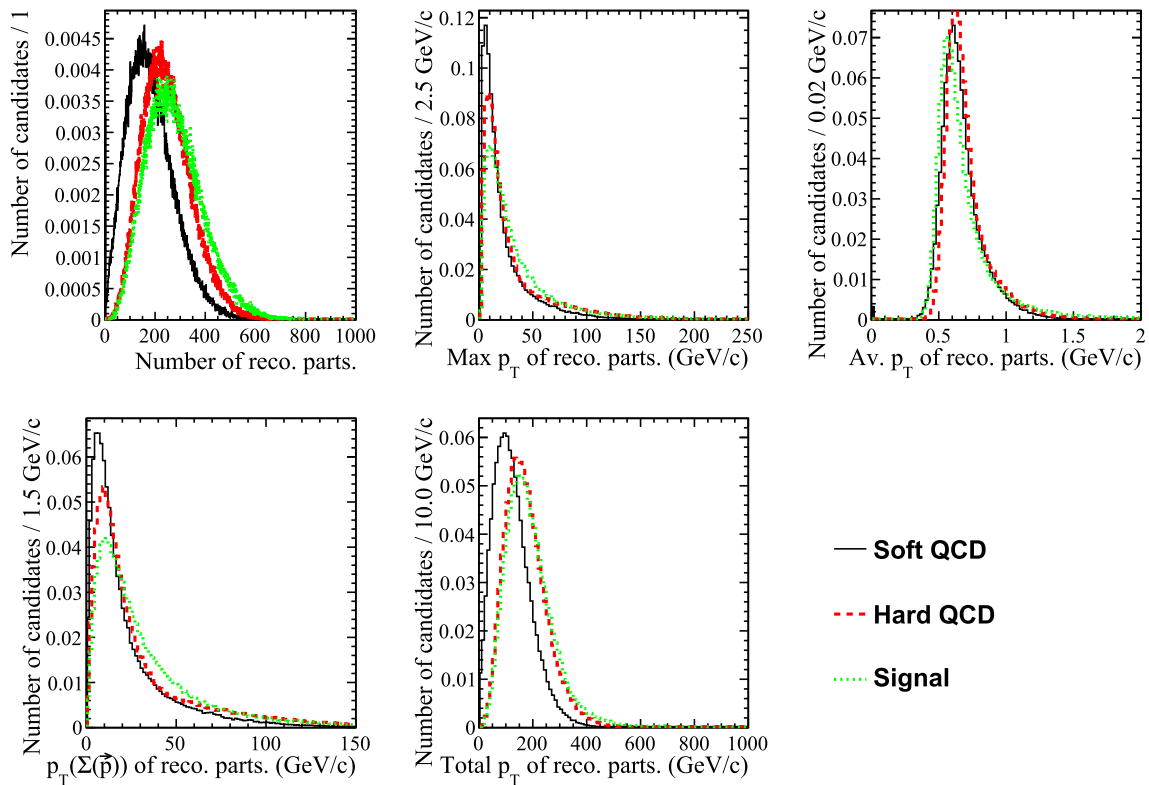 Number of candidates / 1
0.0045
0.004
0.0035
0.003
0.0025
0.002
0.0015
0.001
0.0005
0
0 200 400 600 800 1000
Number of reco. parts.
Number of candidates / 2.5 GeV/c
0.12
0.1
0.08
0.06
0.04
0.02
0
0 50 100 150 200 250
Max p_T of reco. parts. (GeV/c)
Number of candidates / 0.02 GeV/c
0.07
0.06
0.05
0.04
0.03
0.02
0.01
0
0 0.5 1 1.5 2
Av. p_T of reco. parts. (GeV/c)
Number of candidates / 1.5 GeV/c
0.06
0.05
0.04
0.03
0.02
0.01
0
0 50 100 150
p_T(Σ(p⃗)) of reco. parts. (GeV/c)
Number of candidates / 10.0 GeV/c
0.06
0.05
0.04
0.03
0.02
0.01
0
0 200 400 600 800 1000
Total p_T of reco. parts. (GeV/c)
Soft QCD
Hard QCD
Signal